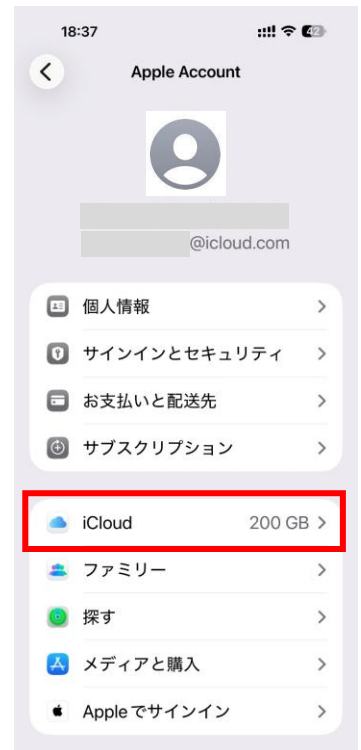 18:37
42
Apple Account
@icloud.com
個人情報
サインインとセキュリティ
お支払いと配送先
サブスクリプション
iCloud 200 GB
ファミリー
探す
メディアと購入
Appleでサインイン